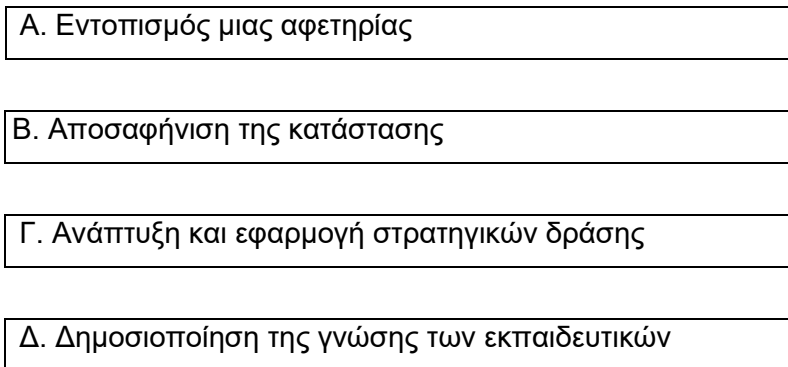 Α. Εντοπισμός μιας αφετηρίας
Β. Αποσαφήνιση της κατάστασης
Γ. Ανάπτυξη και εφαρμογή στρατηγικών δράσης
Δ. Δημοσιοποίηση της γνώσης των εκπαιδευτικών